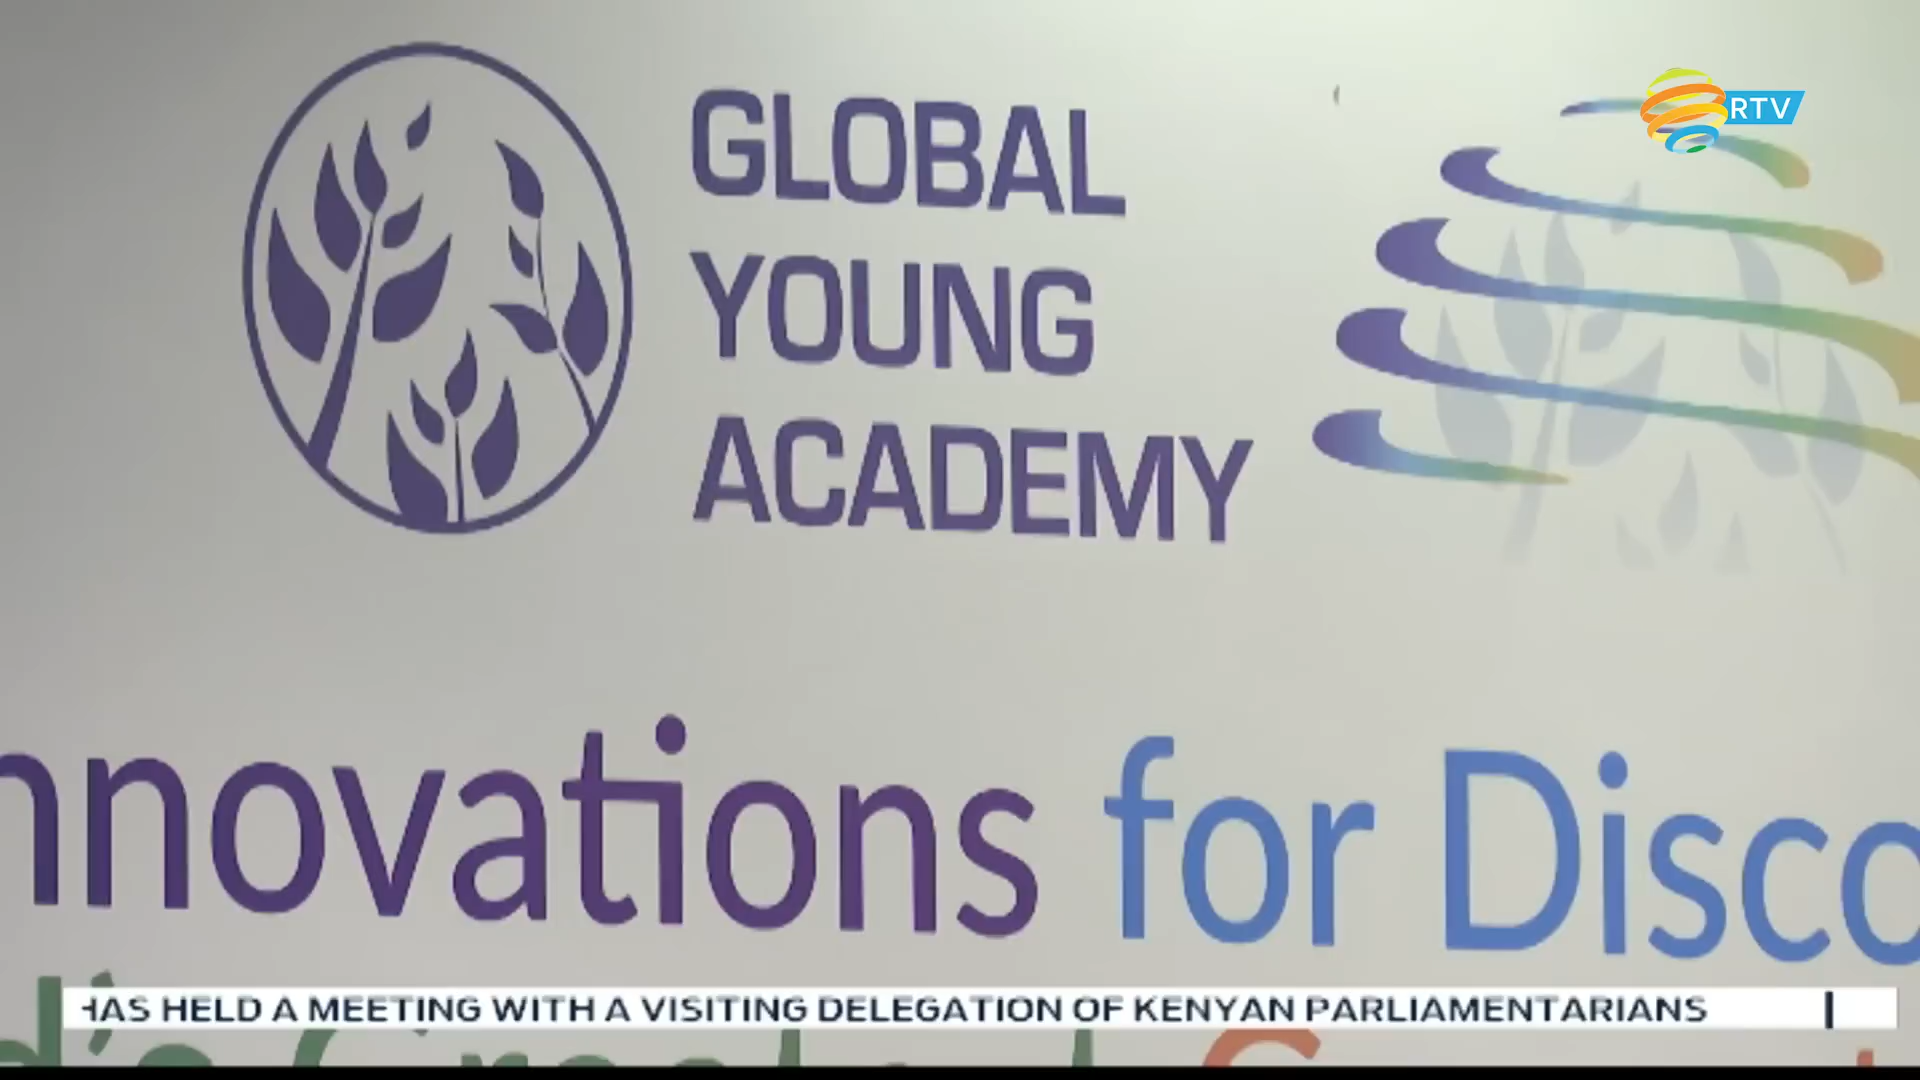 GLOBAL
YOUNG
ACADEMY
RTV
nnovations for Disco
HAS HELD A MEETING WITH A VISITING DELEGATION OF KENYAN PARLIAMENTARIANS